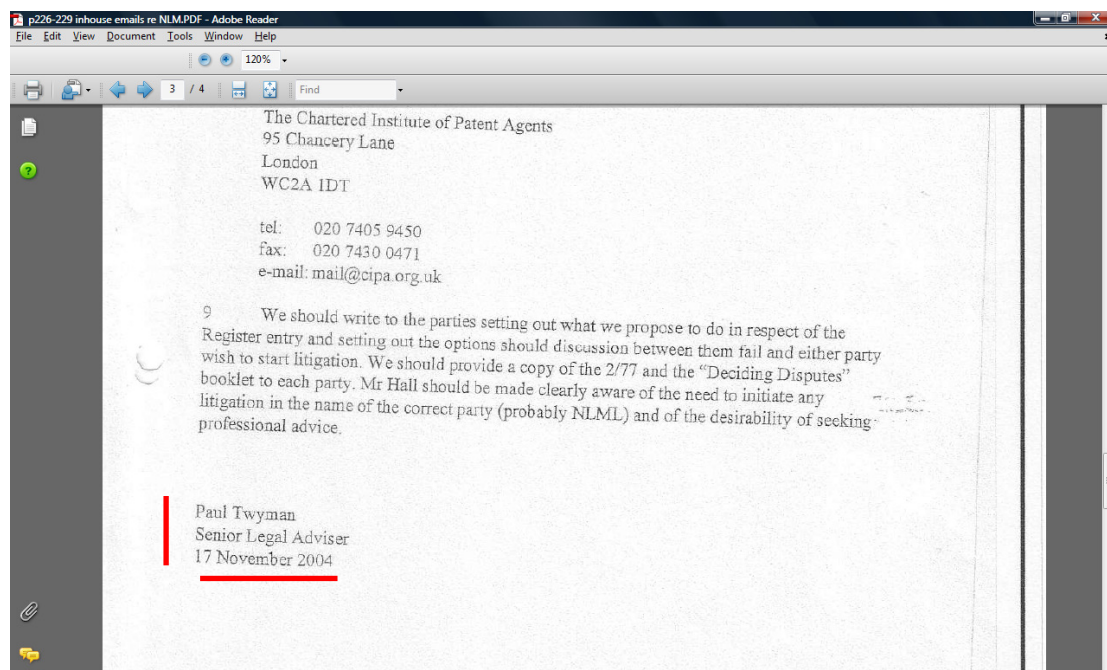 p226-229 inhouse emails re NLM.PDF - Adobe Reader
File Edit View Document Tools Window Help
120%
3 / 4 Find
The Chartered Institute of Patent Agents
95 Chancery Lane
London
WC2A 1DT
tel: 020 7405 9450
fax: 020 7430 0471
e-mail: mail@cipa.org.uk
9 We should write to the parties setting out what we propose to do in respect of the
Register entry and setting out the options should discussion between them fail and either party
wish to start litigation. We should provide a copy of the 2/77 and the “Deciding Disputes”
booklet to each party. Mr Hall should be made clearly aware of the need to initiate any
litigation in the name of the correct party (probably NLML) and of the desirability of seeking
professional advice.
Paul Twyman
Senior Legal Adviser
17 November 2004